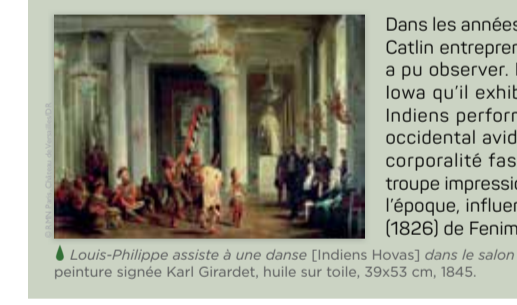 Dans les années
Catlin entrepren
a pu observer.
Iowa qu'il exhib
Indiens perform
occidental avid
corporalité fas
troupe impressio
l'époque, influen
(1826) de Fenim
Louis-Philippe assiste à une danse [Indiens Hovas] dans le salon
peinture signée Karl Girardet, huile sur toile, 39x53 cm, 1845.